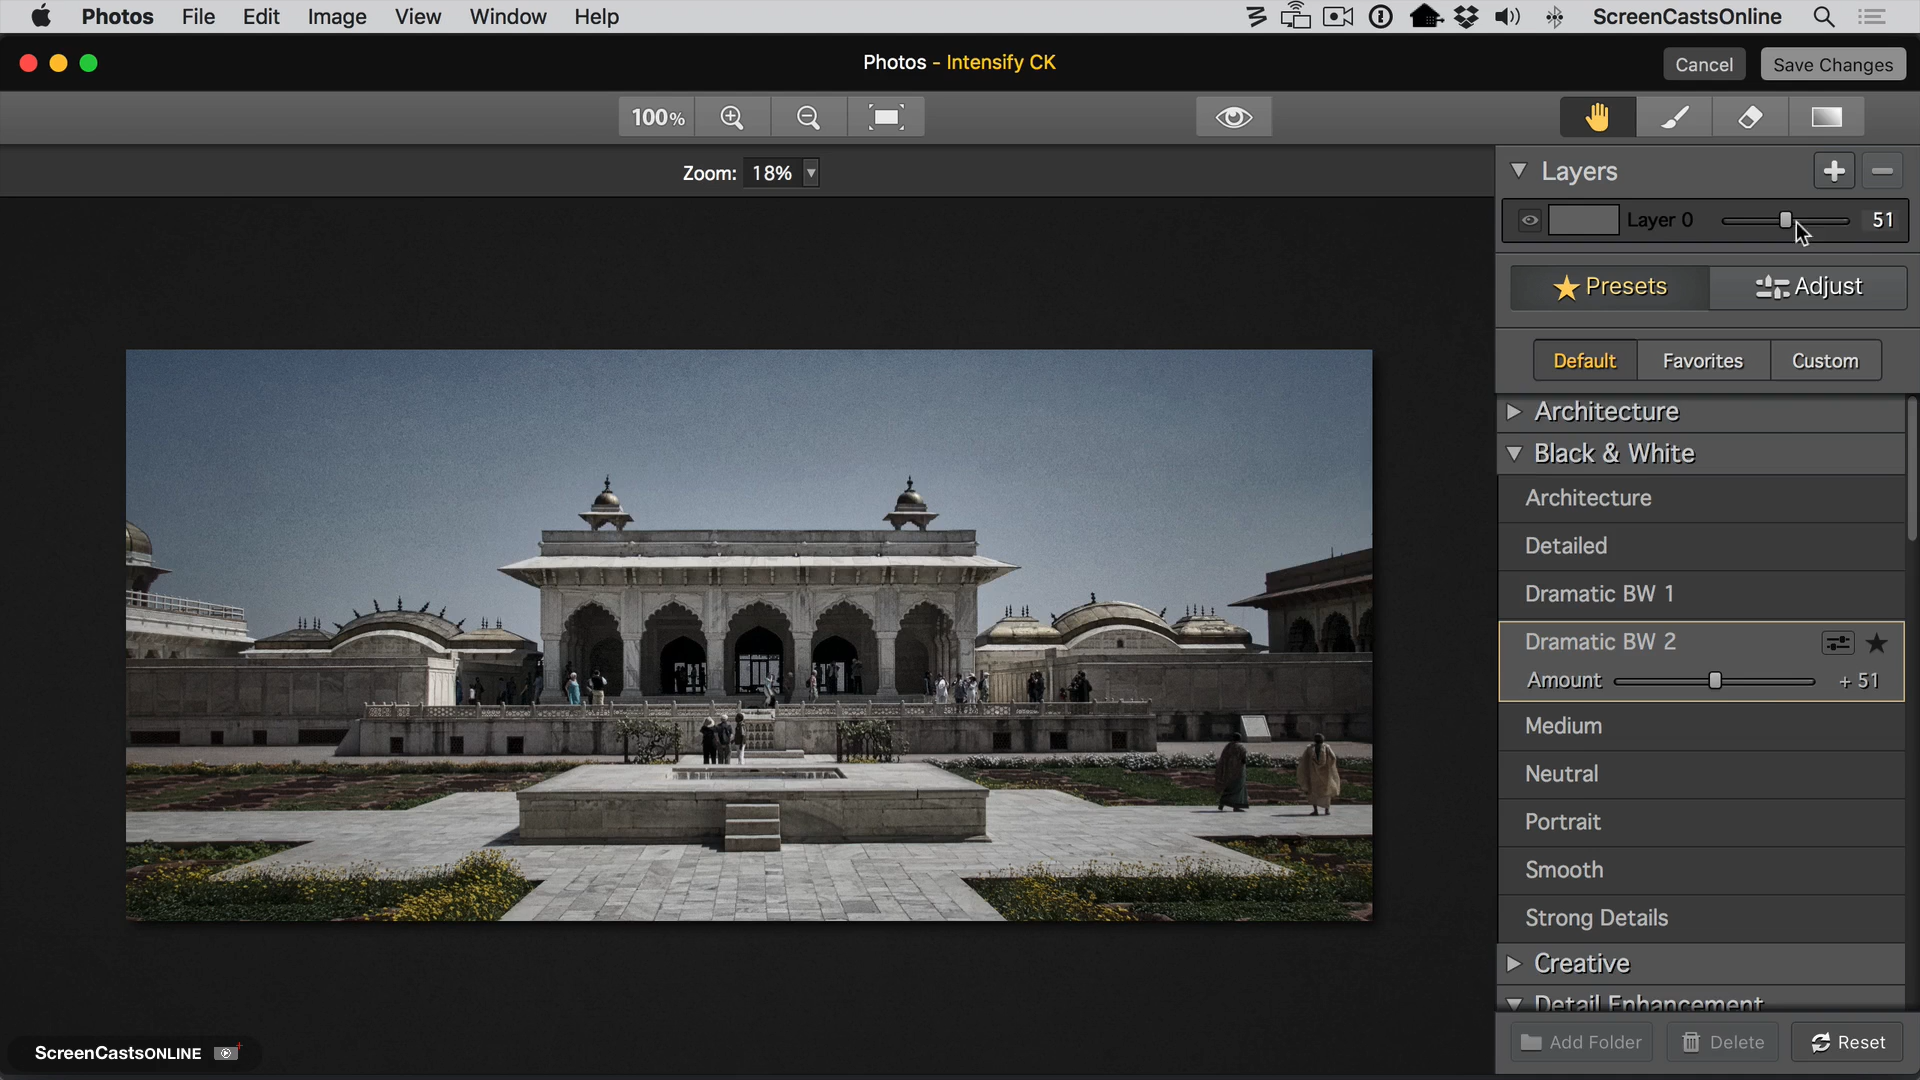 Photos File Edit Image View Window Help ScreenCastsOnline
Photos - Intensify CK
Cancel
Save Changes
100%
Zoom: 18%
Layers
Layer 0 51
Presets
Adjust
Default
Favorites
Custom
Architecture
Black & White
Architecture
Detailed
Dramatic BW 1
Dramatic BW 2
Amount + 51
Medium
Neutral
Portrait
Smooth
Strong Details
Creative
Detail Enhancement
Add Folder
Delete
Reset
ScreenCastsONLINE